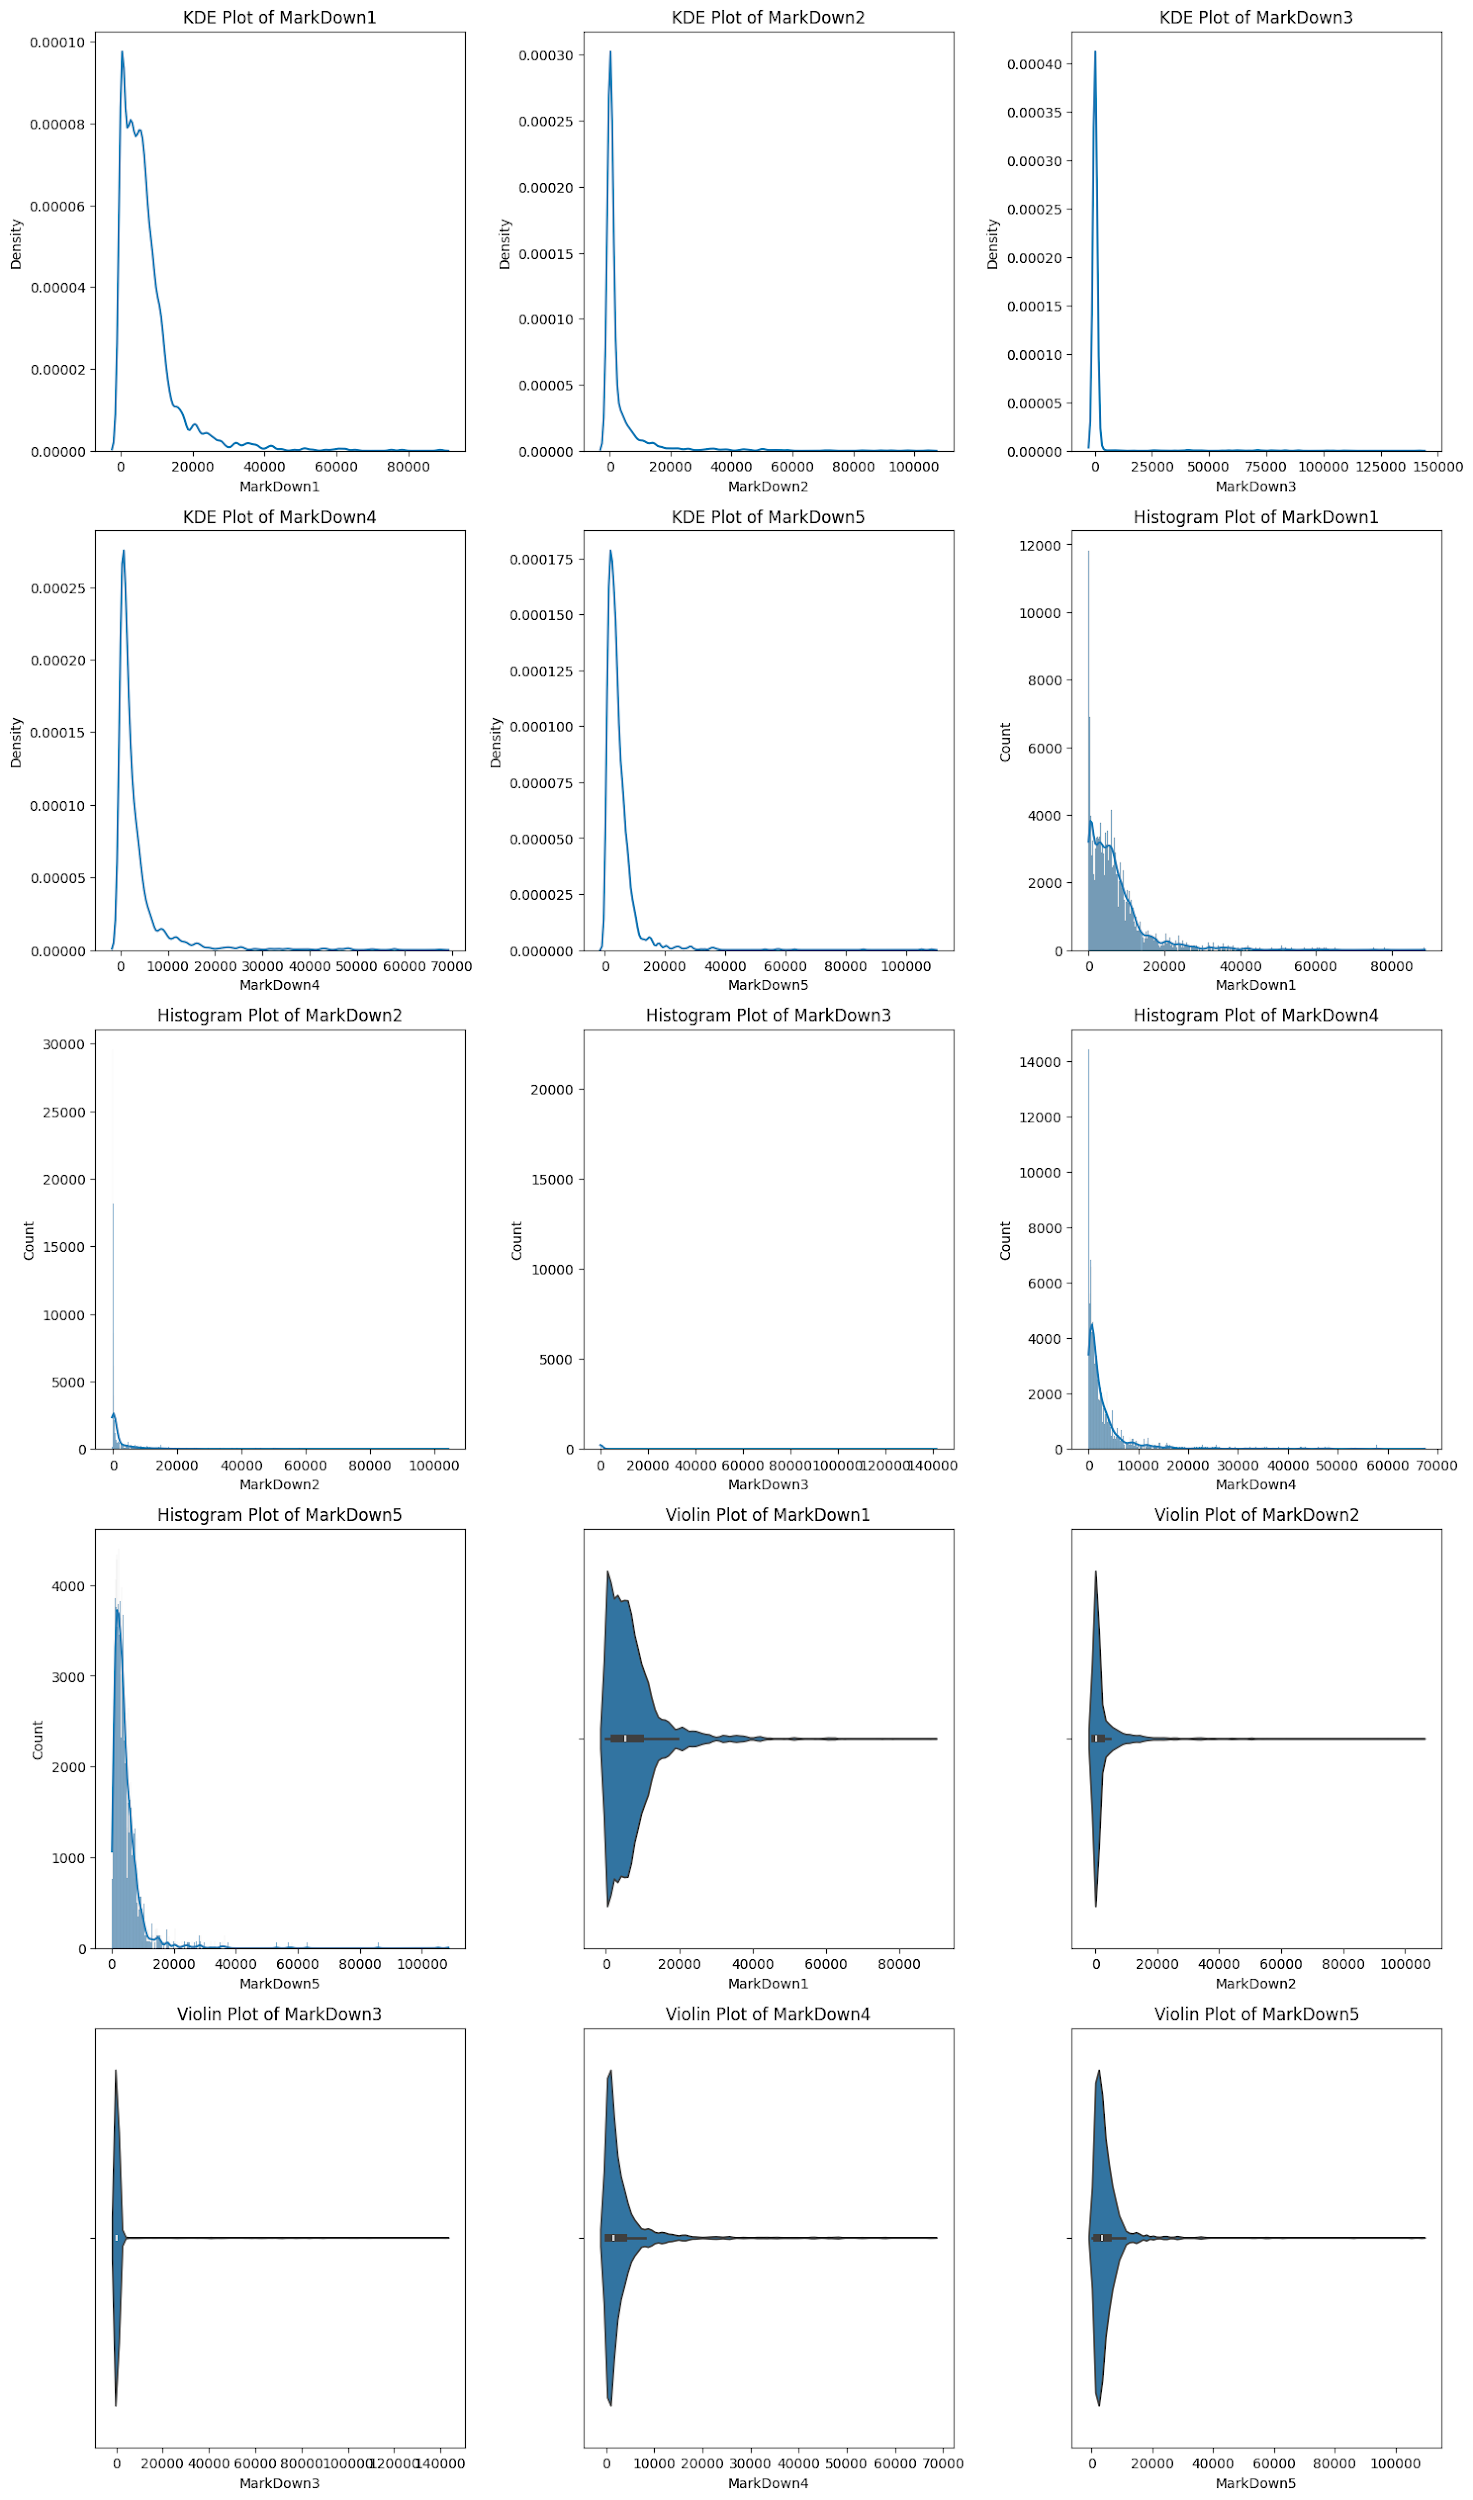 KDE Plot of MarkDown1
0.00010
0.00008
0.00006
0.00004
0.00002
0.00000
Density
0 20000 40000 60000 80000
MarkDown1
KDE Plot of MarkDown2
0.00030
0.00025
0.00020
0.00015
0.00010
0.00005
0.00000
Density
0 20000 40000 60000 80000 100000
MarkDown2
KDE Plot of MarkDown3
0.00040
0.00035
0.00030
0.00025
0.00020
0.00015
0.00010
0.00005
0.00000
Density
0 25000 50000 75000 100000 125000 150000
MarkDown3
KDE Plot of MarkDown4
0.00025
0.00020
0.00015
0.00010
0.00005
0.00000
Density
0 10000 20000 30000 40000 50000 60000 70000
MarkDown4
KDE Plot of MarkDown5
0.000175
0.000150
0.000125
0.000100
0.000075
0.000050
0.000025
0.000000
Density
0 20000 40000 60000 80000 100000
MarkDown5
Histogram Plot of MarkDown1
12000
10000
8000
6000
4000
2000
0
Count
0 20000 40000 60000 80000
MarkDown1
Histogram Plot of MarkDown2
30000
25000
20000
15000
10000
5000
0
Count
0 20000 40000 60000 80000 100000
MarkDown2
Histogram Plot of MarkDown3
20000
15000
10000
5000
0
Count
0 20000 40000 60000 80000 100000 120000 140000
MarkDown3
Histogram Plot of MarkDown4
14000
12000
10000
8000
6000
4000
2000
0
Count
0 10000 20000 30000 40000 50000 60000 70000
MarkDown4
Histogram Plot of MarkDown5
4000
3000
2000
1000
0
Count
0 20000 40000 60000 80000 100000
MarkDown5
Violin Plot of MarkDown1
0 20000 40000 60000 80000
MarkDown1
Violin Plot of MarkDown2
0 20000 40000 60000 80000 100000
MarkDown2
Violin Plot of MarkDown3
0 20000 40000 60000 80000 100000 120000 140000
MarkDown3
Violin Plot of MarkDown4
0 10000 20000 30000 40000 50000 60000 70000
MarkDown4
Violin Plot of MarkDown5
0 20000 40000 60000 80000 100000
MarkDown5